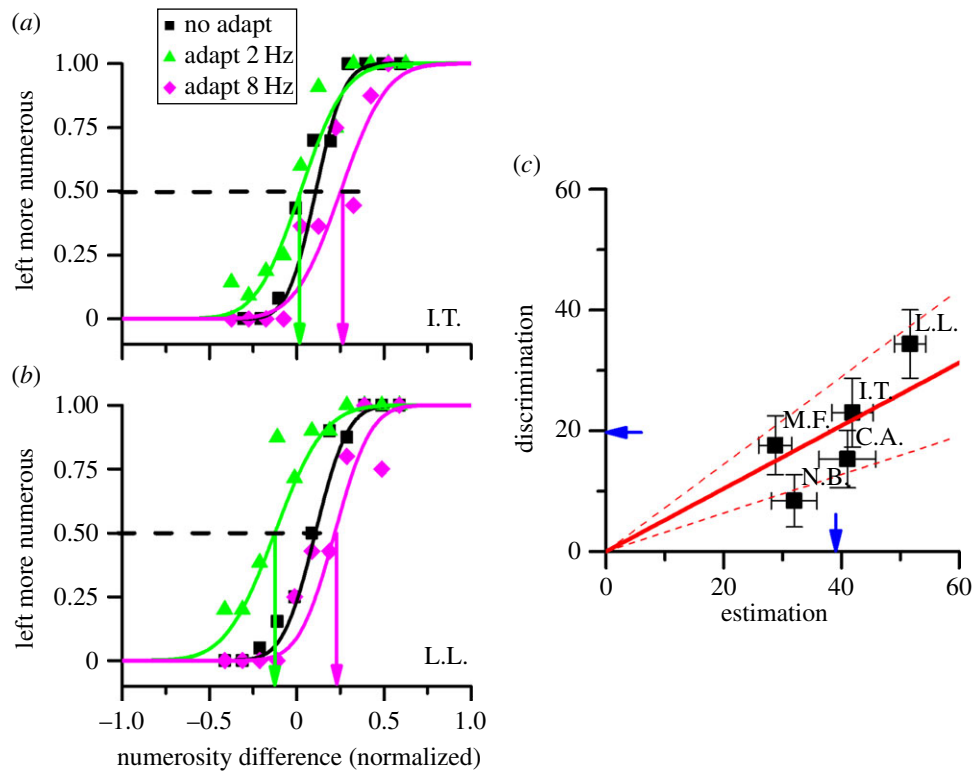 (a)
no adapt
adapt 2 Hz
adapt 8 Hz
1.00
0.75
0.50
0.25
0
left more numerous
I.T.
(b)
1.00
0.75
0.50
0.25
0
left more numerous
L.L.
–1.0 –0.5 0 0.5 1.0
numerosity difference (normalized)
(c)
60
40
20
0
discrimination
L.L.
I.T.
M.F.
C.A.
N.B.
0 20 40 60
estimation